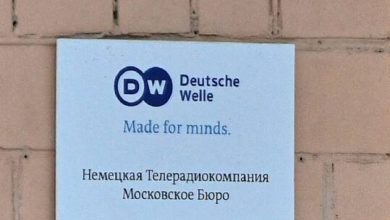 DW Deutsche
Welle
Made for minds.
Немецкая Телерадиокомпания
Московское Бюро